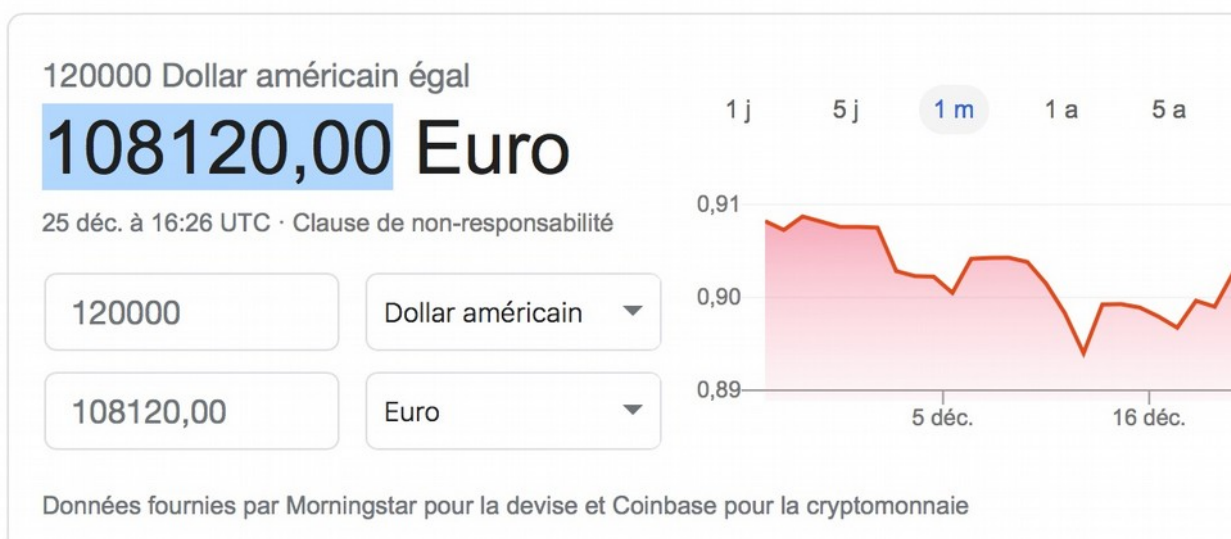 120000 Dollar américain égal
108120,00 Euro
25 déc. à 16:26 UTC · Clause de non-responsabilité
120000
Dollar américain
108120,00
Euro
1 j 5 j 1 m 1 a 5 a
0,91
0,90
0,89
5 déc. 16 déc.
Données fournies par Morningstar pour la devise et Coinbase pour la cryptomonnaie